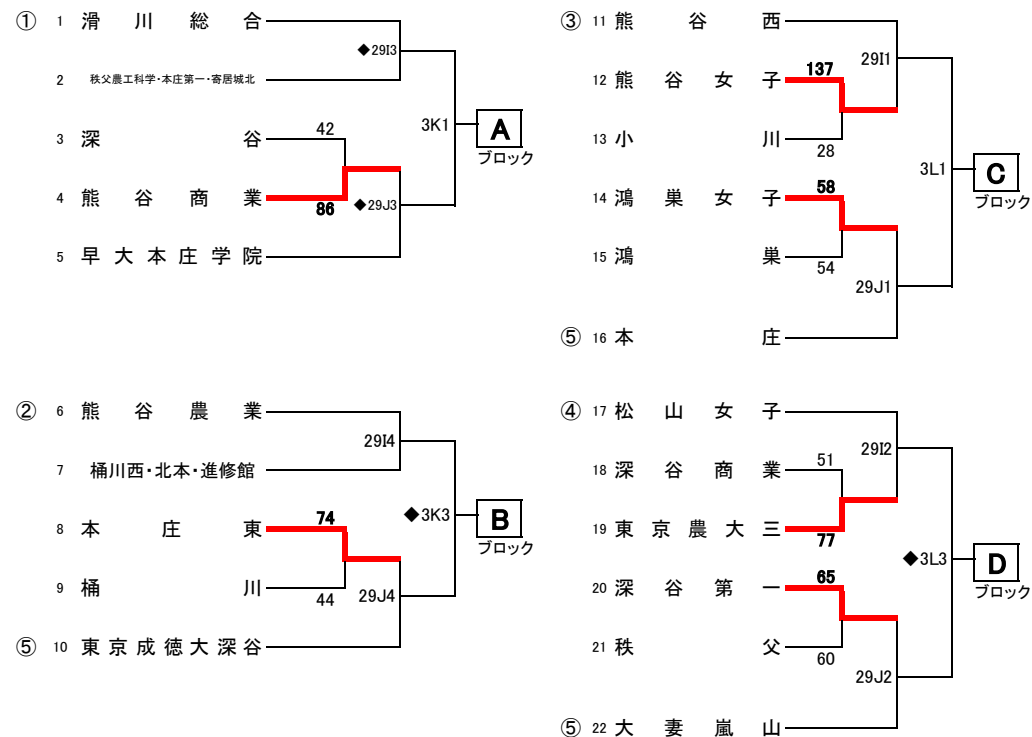 ① 1 滑川総合
◆29I3
2 秩父農工科学・本庄第一・寄居城北
3 深谷 42
3K1 A
ブロック
4 熊谷商業 86 ◆29J3
5 早大本庄学院
② 6 熊谷農業
29I4
7 桶川西・北本・進修館
8 本庄東 74
◆3K3 B
ブロック
9 桶川 44 29J4
⑤ 10 東京成徳大深谷
③ 11 熊谷西
29I1
12 熊谷女子 137
13 小川 28
3L1 C
ブロック
14 鴻巣女子 58
15 鴻巣 54
29J1
⑤ 16 本庄
④ 17 松山女子
29I2
18 深谷商業 51
19 東京農大三 77
◆3L3 D
ブロック
20 深谷第一 65
21 秩父 60
29J2
⑤ 22 大妻嵐山